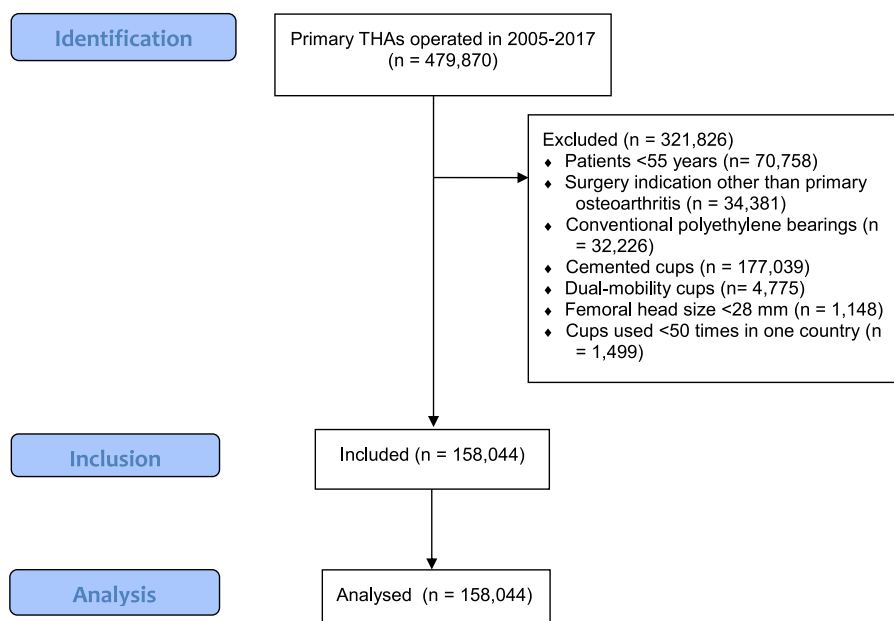 Identification
Primary THAs operated in 2005-2017
(n = 479,870)
Excluded (n = 321,826)
♦ Patients <55 years (n= 70,758)
♦ Surgery indication other than primary
osteoarthritis (n = 34,381)
♦ Conventional polyethylene bearings (n
= 32,226)
♦ Cemented cups (n = 177,039)
♦ Dual-mobility cups (n= 4,775)
♦ Femoral head size <28 mm (n = 1,148)
♦ Cups used <50 times in one country (n
= 1,499)
Inclusion
Included (n = 158,044)
Analysis
Analysed (n = 158,044)